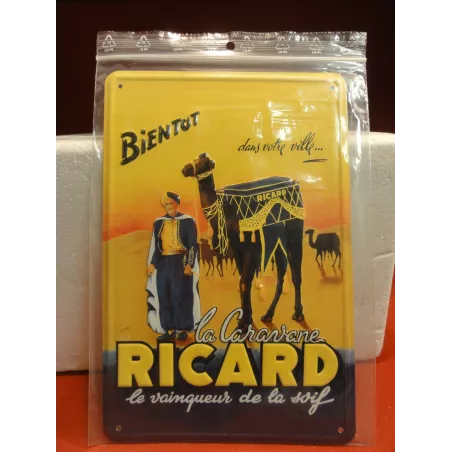 BIENTOT
dans votre ville...
RICARD
la Caravane
RICARD
le vainqueur de la soif